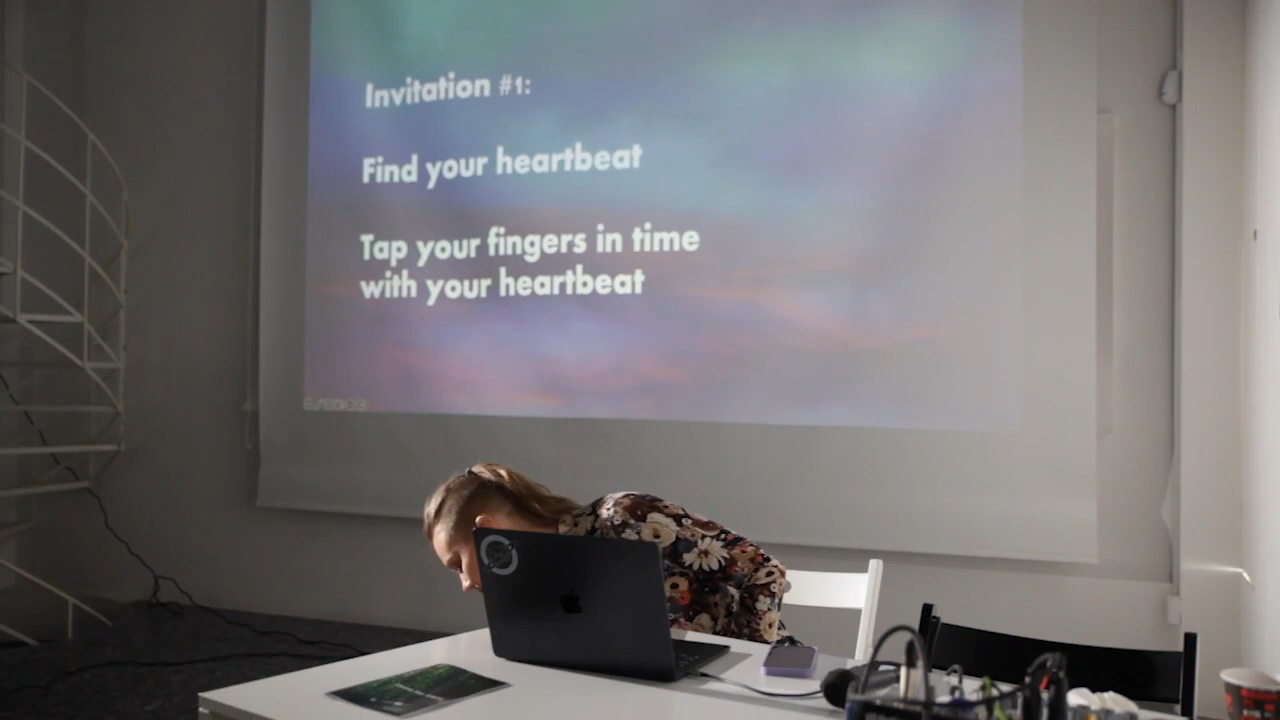 Invitation #1:
Find your heartbeat
Tap your fingers in time
with your heartbeat